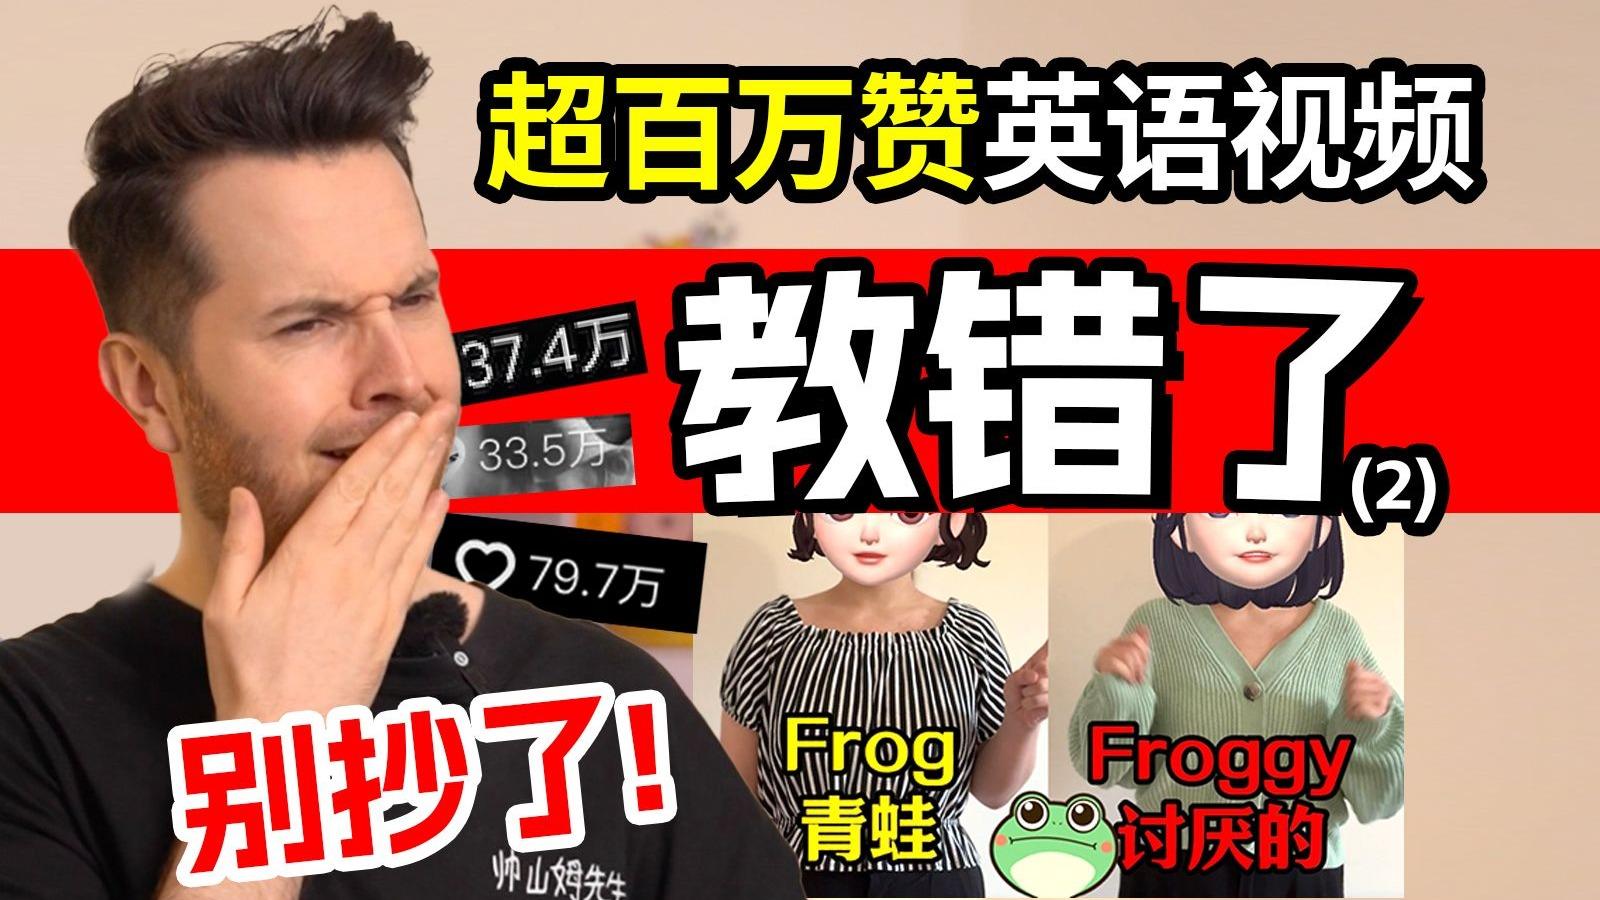 超百万赞英语视频
教错了
(2)
37.4万
33.5万
79.7万
别抄了!
帅山姆先生
Frog
青蛙
Froggy
讨厌的